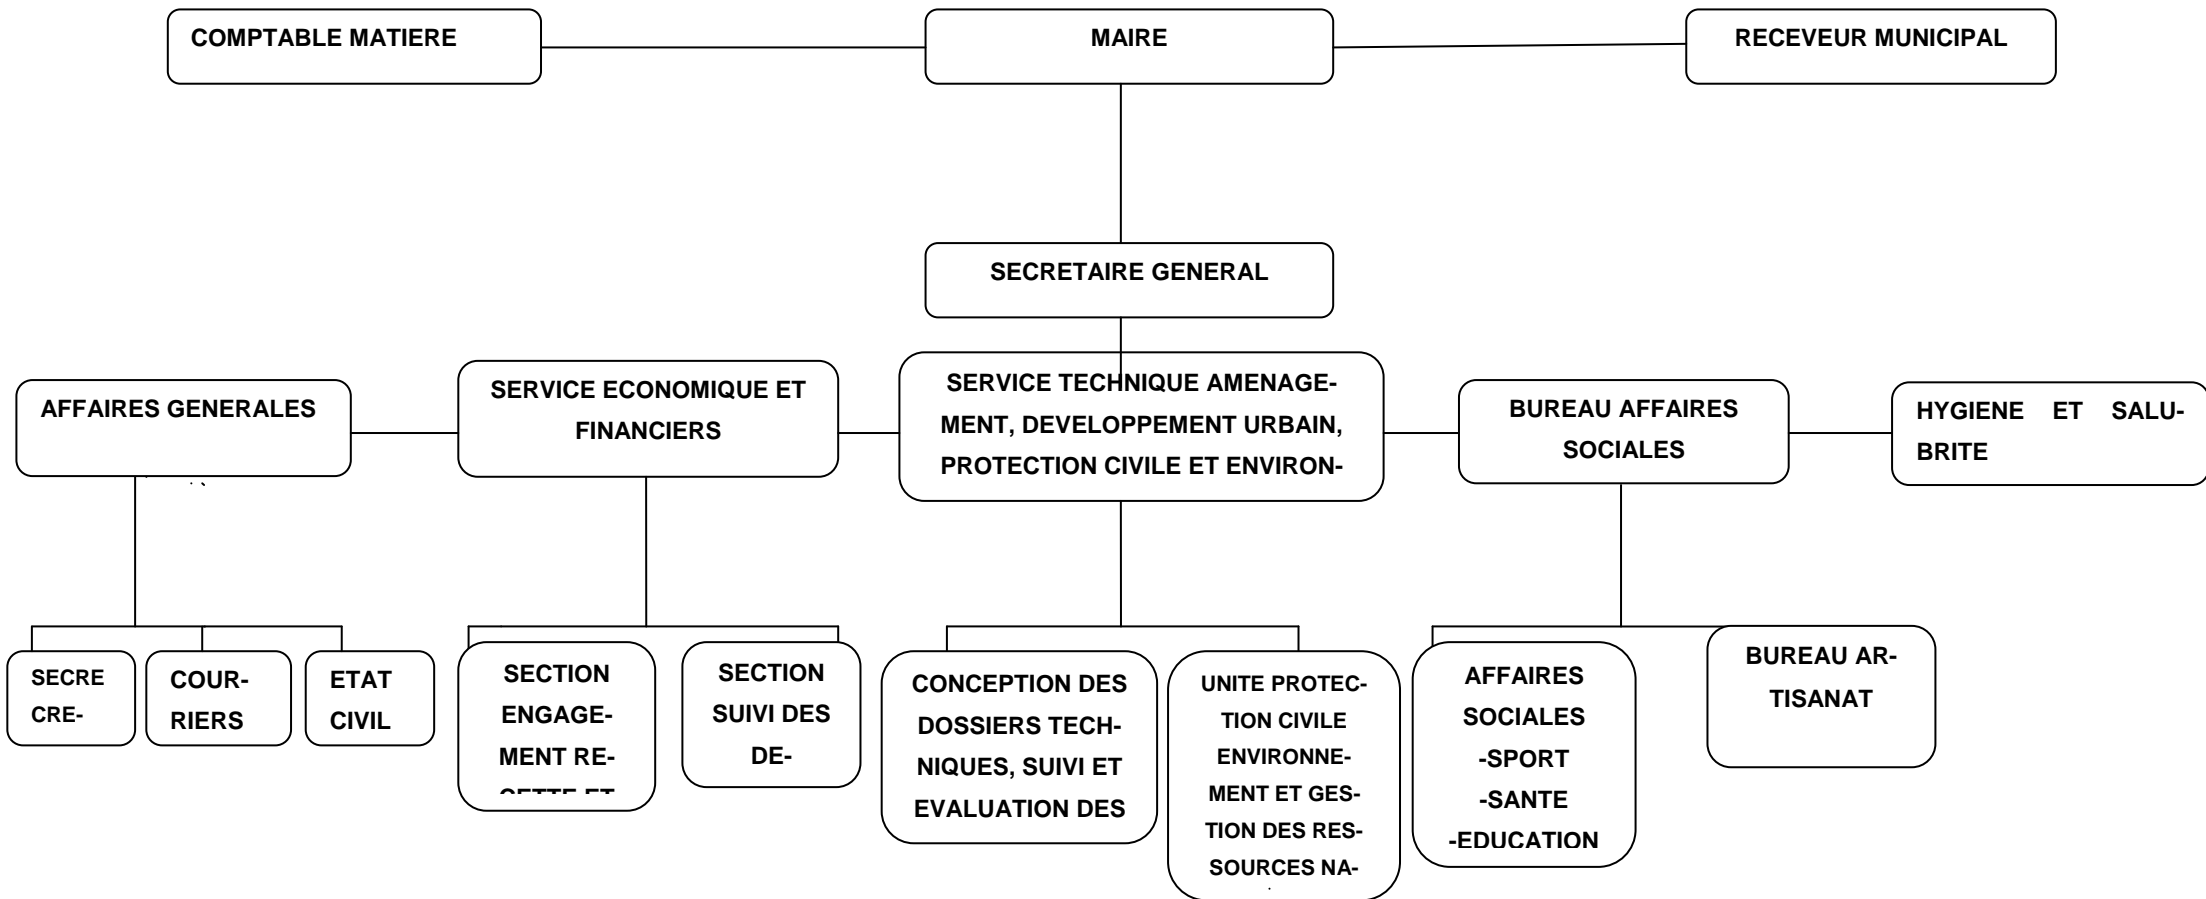 COMPTABLE MATIERE
MAIRE
RECEVEUR MUNICIPAL
SECRETAIRE GENERAL
AFFAIRES GENERALES
SERVICE ECONOMIQUE ET
FINANCIERS
SERVICE TECHNIQUE AMENAGE-
MENT, DEVELOPPEMENT URBAIN,
PROTECTION CIVILE ET ENVIRON-
BUREAU AFFAIRES
SOCIALES
HYGIENE ET SALU-
BRITE
SECRE
CRE-
COUR-
RIERS
ETAT
CIVIL
SECTION
ENGAGE-
MENT RE-
CETTE ET
SECTION
SUIVI DES
DE-
CONCEPTION DES
DOSSIERS TECH-
NIQUES, SUIVI ET
EVALUATION DES
UNITE PROTEC-
TION CIVILE
ENVIRONNE-
MENT ET GES-
TION DES RES-
SOURCES NA-
AFFAIRES
SOCIALES
-SPORT
-SANTE
-EDUCATION
BUREAU AR-
TISANAT